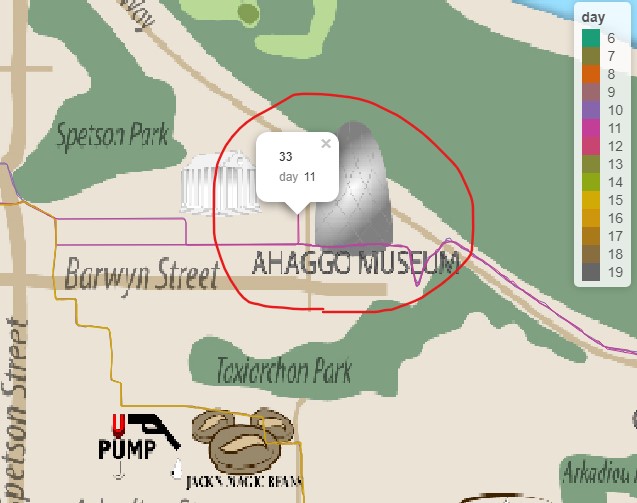 way
day
6
7
8
9
10
11
12
13
14
15
16
17
18
19
Spetson Park
×
33
day 11
AHAGGO MUSEUM
Barwyn Street
Taxiarchon Park
Spetson Street
PUMP
JACK'S MAGIC BEANS
Arkadiou